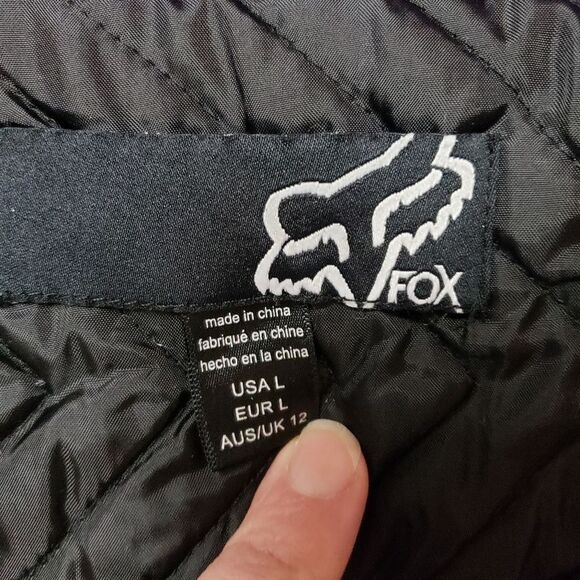 FOX
made in china
fabriqué en chine
hecho en la china
USA L
EUR L
AUS/UK 12